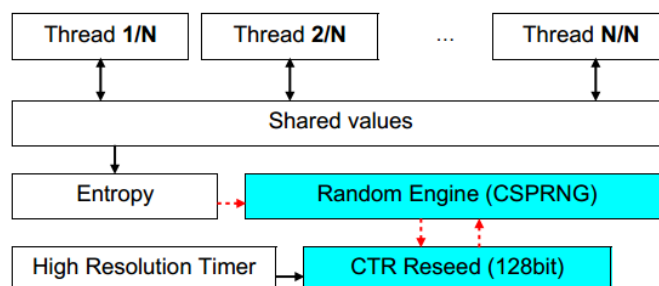 Thread 1/N Thread 2/N ... Thread N/N
Shared values
Entropy Random Engine (CSPRNG)
High Resolution Timer CTR Reseed (128bit)